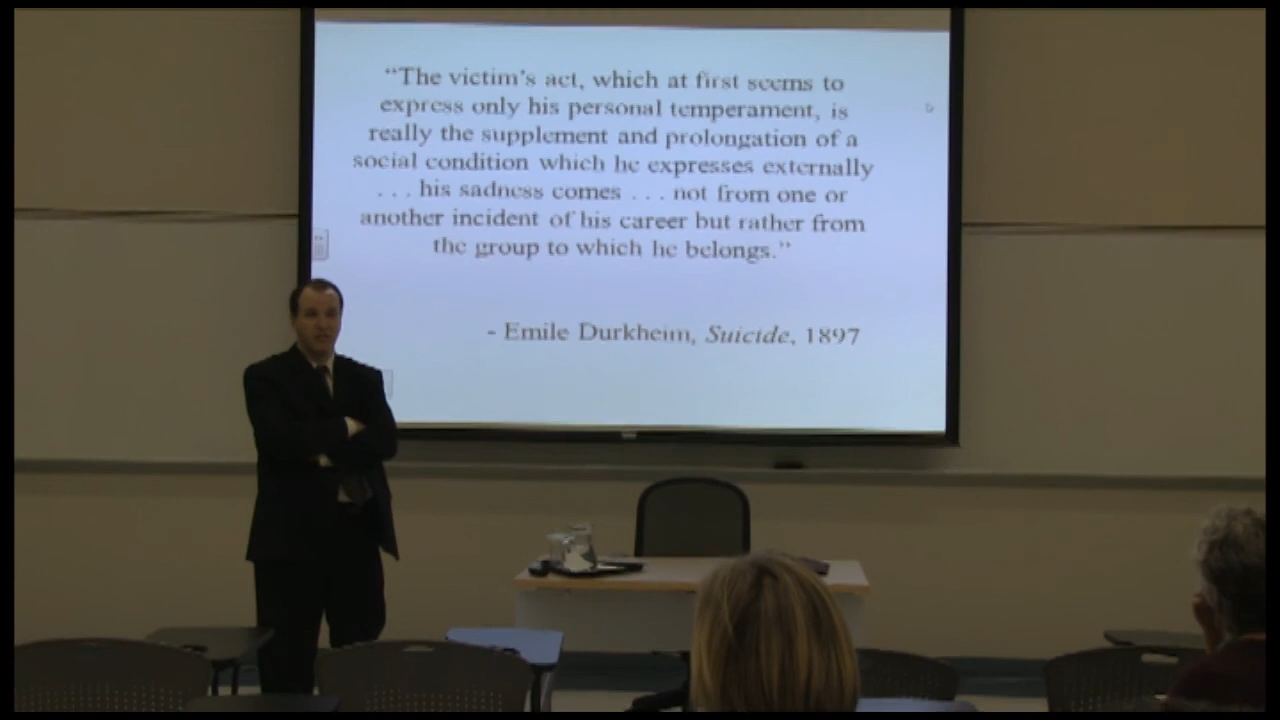 “The victim’s act, which at first seems to
express only his personal temperament, is
really the supplement and prolongation of a
social condition which he expresses externally
. . . his sadness comes . . . not from one or
another incident of his career but rather from
the group to which he belongs.”
- Emile Durkheim, Suicide, 1897